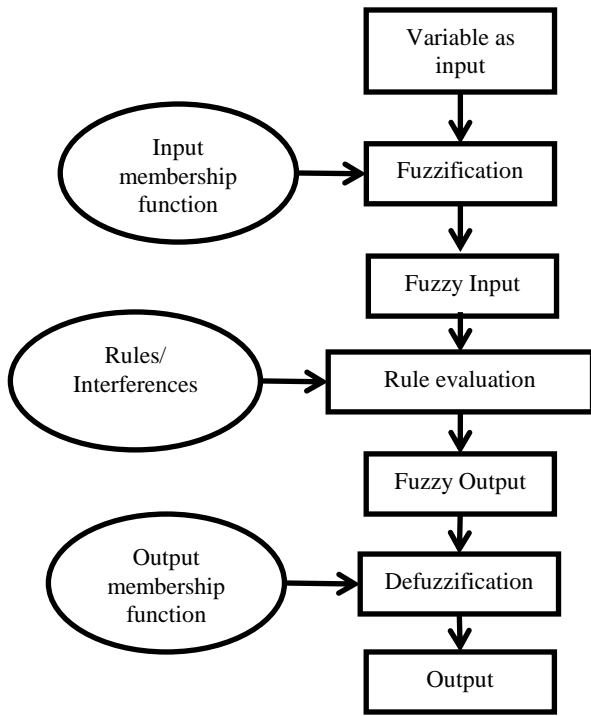 Variable as
input
Input
membership
function
Fuzzification
Fuzzy Input
Rules/
Interferences
Rule evaluation
Fuzzy Output
Output
membership
function
Defuzzification
Output